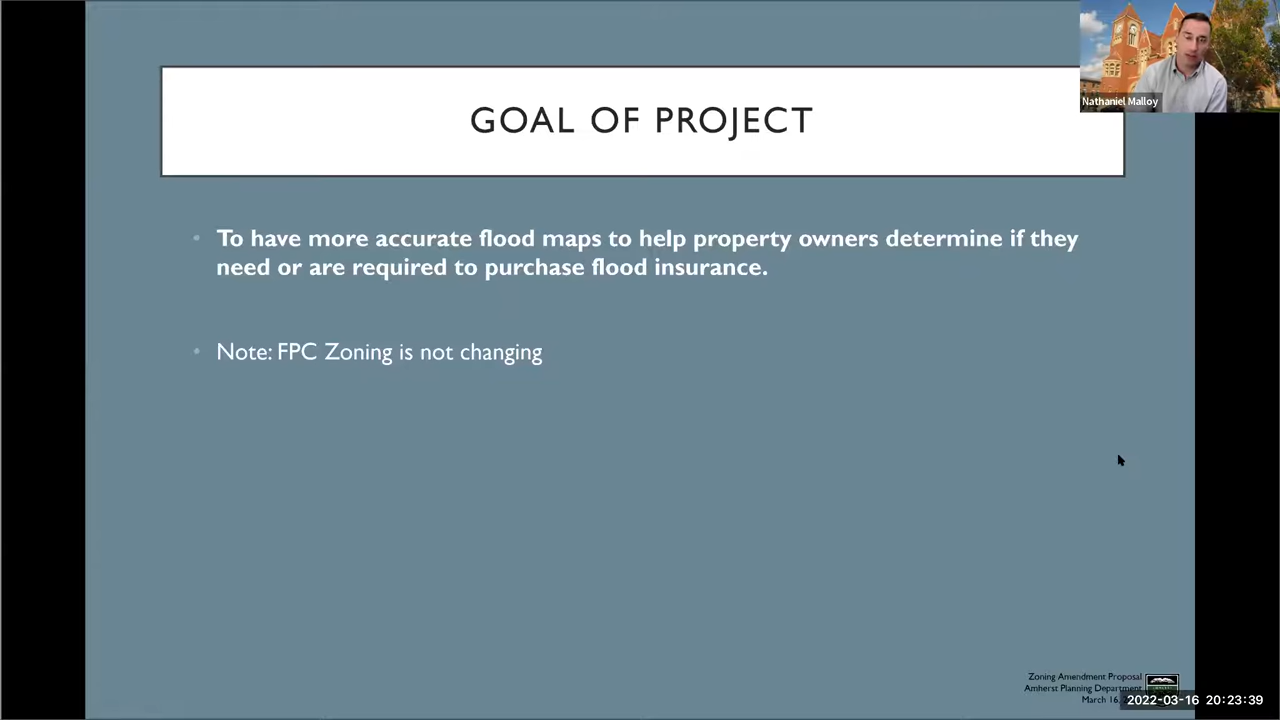 GOAL OF PROJECT
Nathaniel Malloy
To have more accurate flood maps to help property owners determine if they
need or are required to purchase flood insurance.
Note: FPC Zoning is not changing
Zoning Amendment Proposal
Amherst Planning Department
March 16,
2022-03-16 20:23:39